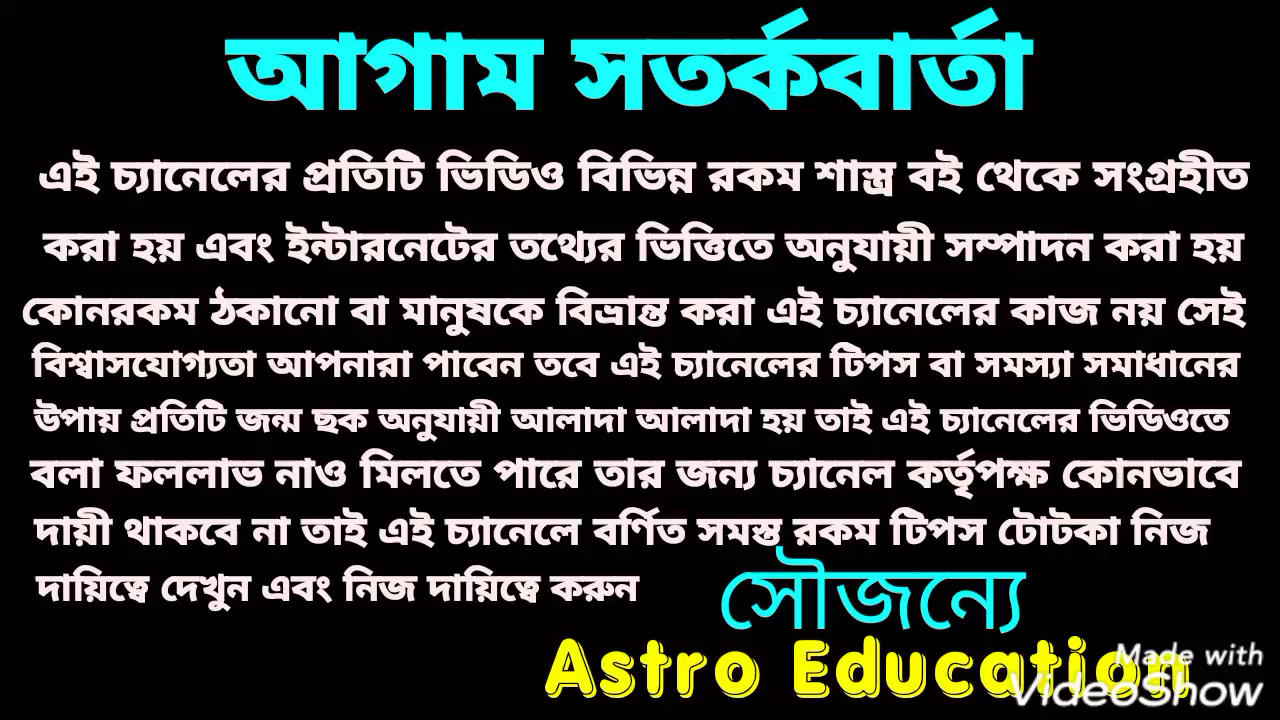 আগাম সতর্কবার্তা
এই চ্যানেলের প্রতিটি ভিডিও বিভিন্ন রকম শাস্ত্র বই থেকে সংগ্রহীত
করা হয় এবং ইন্টারনেটের তথ্যের ভিত্তিতে অনুযায়ী সম্পাদন করা হয়
কোনরকম ঠকানো বা মানুষকে বিভ্রান্ত করা এই চ্যানেলের কাজ নয় সেই
বিশ্বাসযোগ্যতা আপনারা পাবেন তবে এই চ্যানেলের টিপস বা সমস্যা সমাধানের
উপায় প্রতিটি জন্ম ছক অনুযায়ী আলাদা আলাদা হয় তাই এই চ্যানেলের ভিডিওতে
বলা ফললাভ নাও মিলতে পারে তার জন্য চ্যানেল কর্তৃপক্ষ কোনভাবে
দায়ী থাকবে না তাই এই চ্যানেলে বর্ণিত সমস্ত রকম টিপস টোটকা নিজ
দায়িত্বে দেখুন এবং নিজ দায়িত্বে করুন
সৌজন্যে
Astro Education
Made with
VideoShow